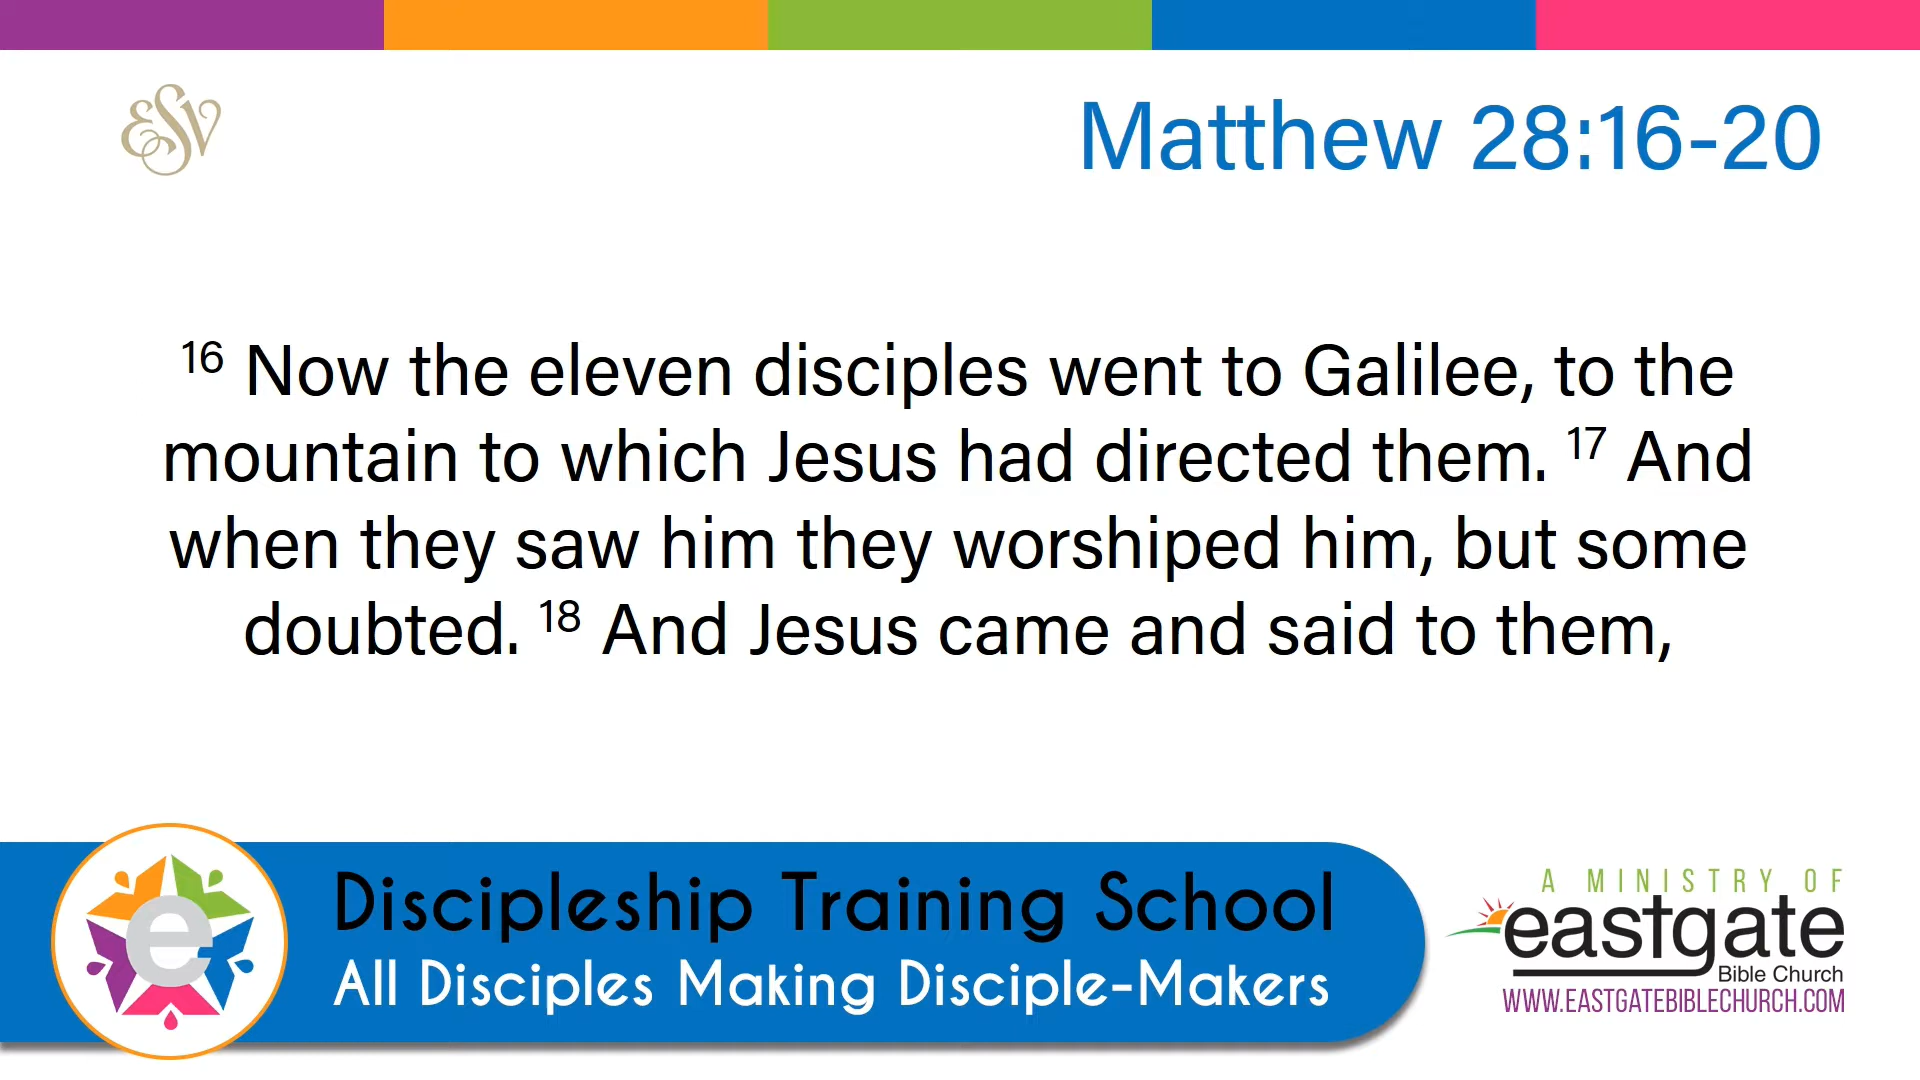 ESV
Matthew 28:16-20
16 Now the eleven disciples went to Galilee, to the
mountain to which Jesus had directed them. 17 And
when they saw him they worshiped him, but some
doubted. 18 And Jesus came and said to them,
e
Discipleship Training School
All Disciples Making Disciple-Makers
A MINISTRY OF
eastgate
Bible Church
WWW.EASTGATEBIBLECHURCH.COM